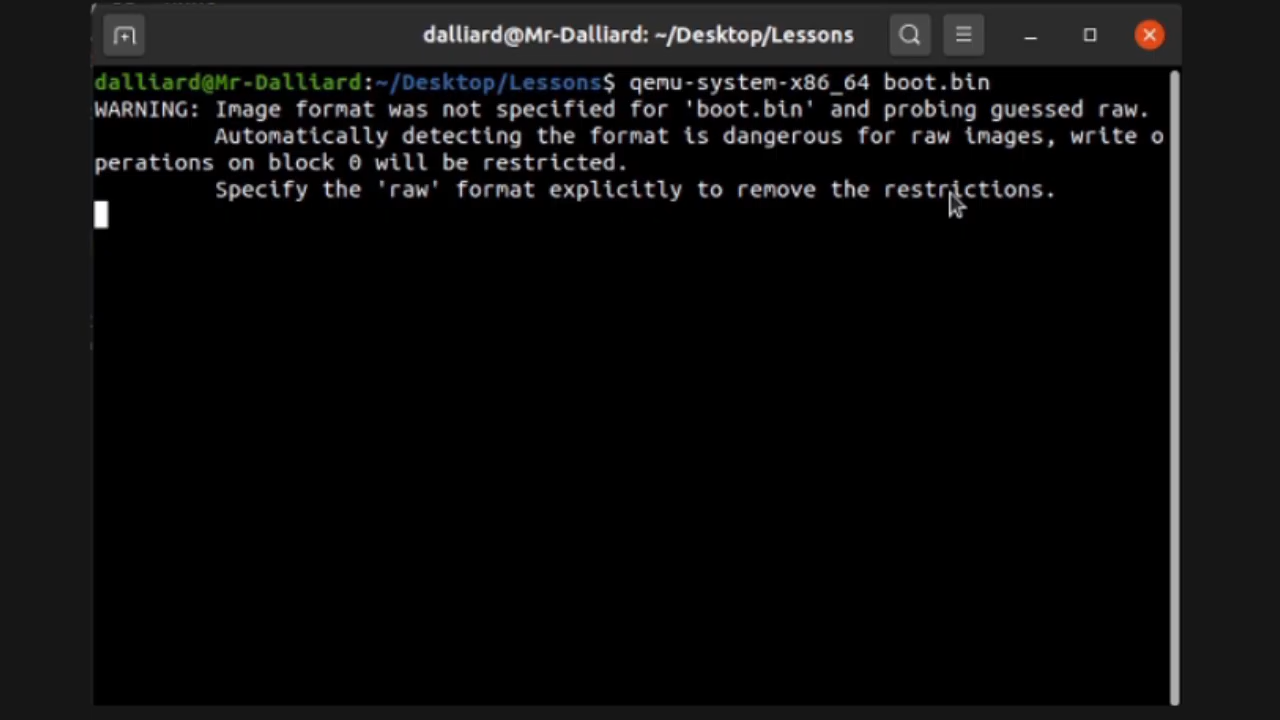 dalliard@Mr-Dalliard: ~/Desktop/Lessons
dalliard@Mr-Dalliard:~/Desktop/Lessons$ qemu-system-x86_64 boot.bin
WARNING: Image format was not specified for 'boot.bin' and probing guessed raw.
         Automatically detecting the format is dangerous for raw images, write o
perations on block 0 will be restricted.
         Specify the 'raw' format explicitly to remove the restrictions.